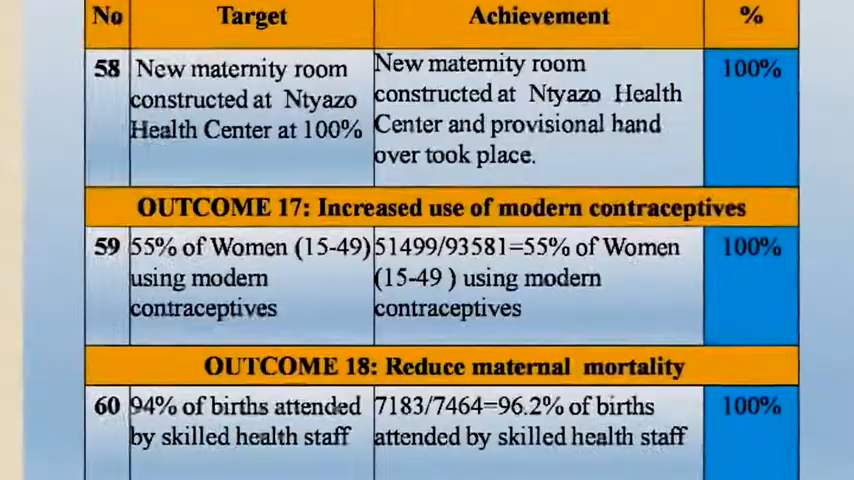 No Target Achievement %
58 New maternity room constructed at Ntyazo Health Center at 100% New maternity room constructed at Ntyazo Health Center and provisional hand over took place. 100%
OUTCOME 17: Increased use of modern contraceptives
59 55% of Women (15-49) using modern contraceptives 51499/93581=55% of Women (15-49 ) using modern contraceptives 100%
OUTCOME 18: Reduce maternal mortality
60 94% of births attended by skilled health staff 7183/7464=96.2% of births attended by skilled health staff 100%